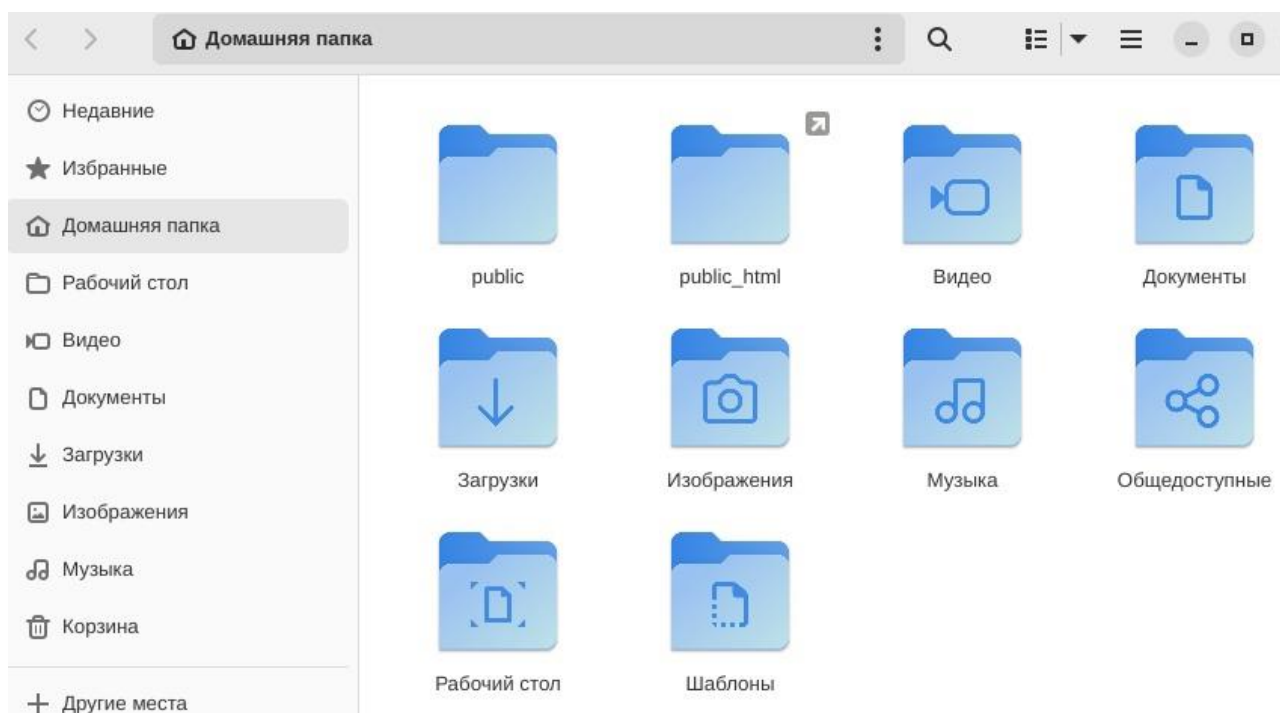 Домашняя папка
Недавние
Избранные
Домашняя папка
Рабочий стол
Видео
Документы
Загрузки
Изображения
Музыка
Корзина
Другие места
public
public_html
Видео
Документы
Загрузки
Изображения
Музыка
Общедоступные
Рабочий стол
Шаблоны